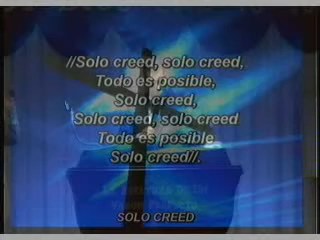 //Solo creed, solo creed,
Todo es posible,
Solo creed,
Solo creed, solo creed
Todo es posible
Solo creed//.
SOLO CREED